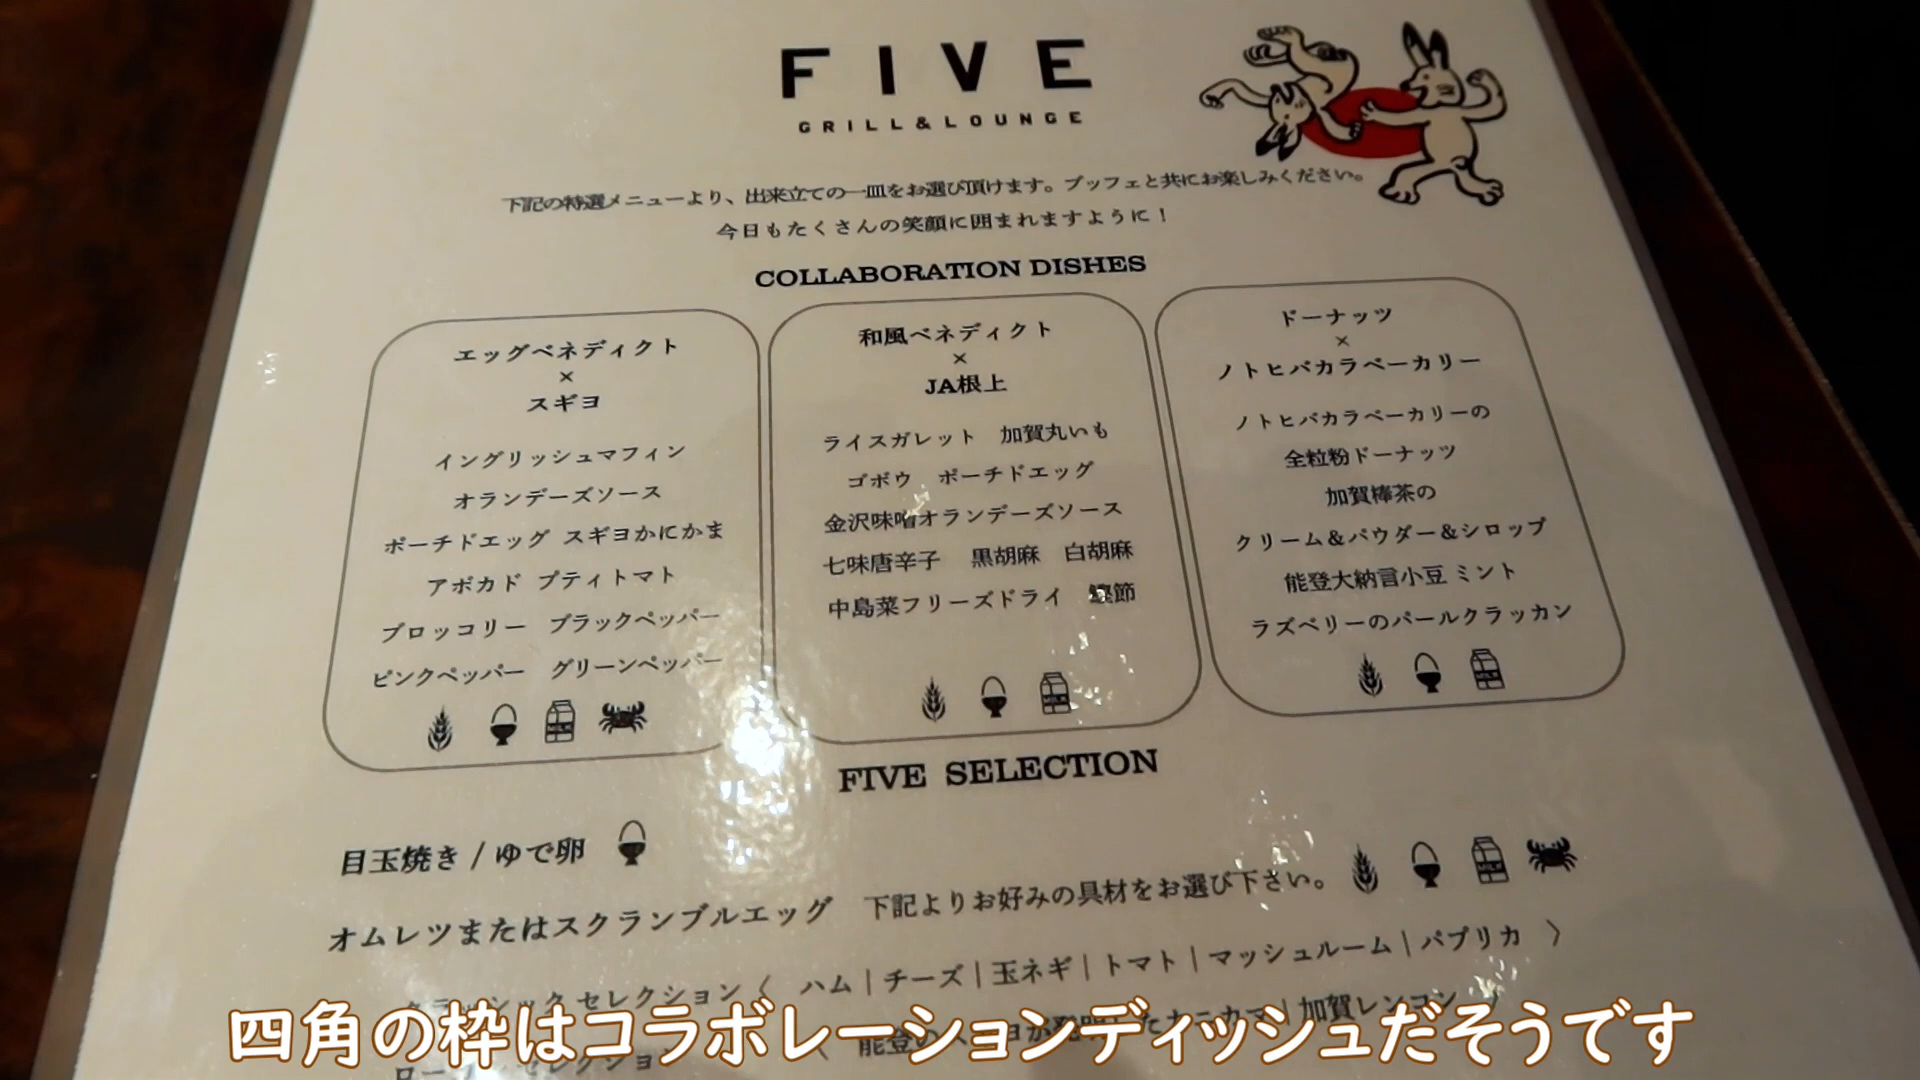 FIVE
GRILL&LOUNGE
下記の特選メニューより、出来立ての一皿をお選び頂けます。ブッフェと共にお楽しみください。
今日もたくさんの笑顔に囲まれますように！
COLLABORATION DISHES
エッグベネディクト
×
スギヨ
イングリッシュマフィン
オランデーズソース
ポーチドエッグ スギヨかにかま
アボカド プティトマト
ブロッコリー ブラックペッパー
ピンクペッパー グリーンペッパー
和風ベネディクト
×
JA根上
ライスガレット 加賀丸いも
ゴボウ ポーチドエッグ
金沢味噌オランデーズソース
七味唐辛子 黒胡麻 白胡麻
中島菜フリーズドライ 鰹節
ドーナッツ
×
ノトヒバカラベーカリー
ノトヒバカラベーカリーの
全粒粉ドーナッツ
加賀棒茶の
クリーム&パウダー&シロップ
能登大納言小豆 ミント
ラズベリーのパールクラッカン
MILK
FIVE SELECTION
目玉焼き / ゆで卵
オムレツまたはスクランブルエッグ 下記よりお好みの具材をお選び下さい。
セレクション〈 ハム｜チーズ｜玉ネギ｜トマト｜マッシュルーム｜パプリカ 〉
能登の ｜加賀レンコン
四角の枠はコラボレーションディッシュだそうです